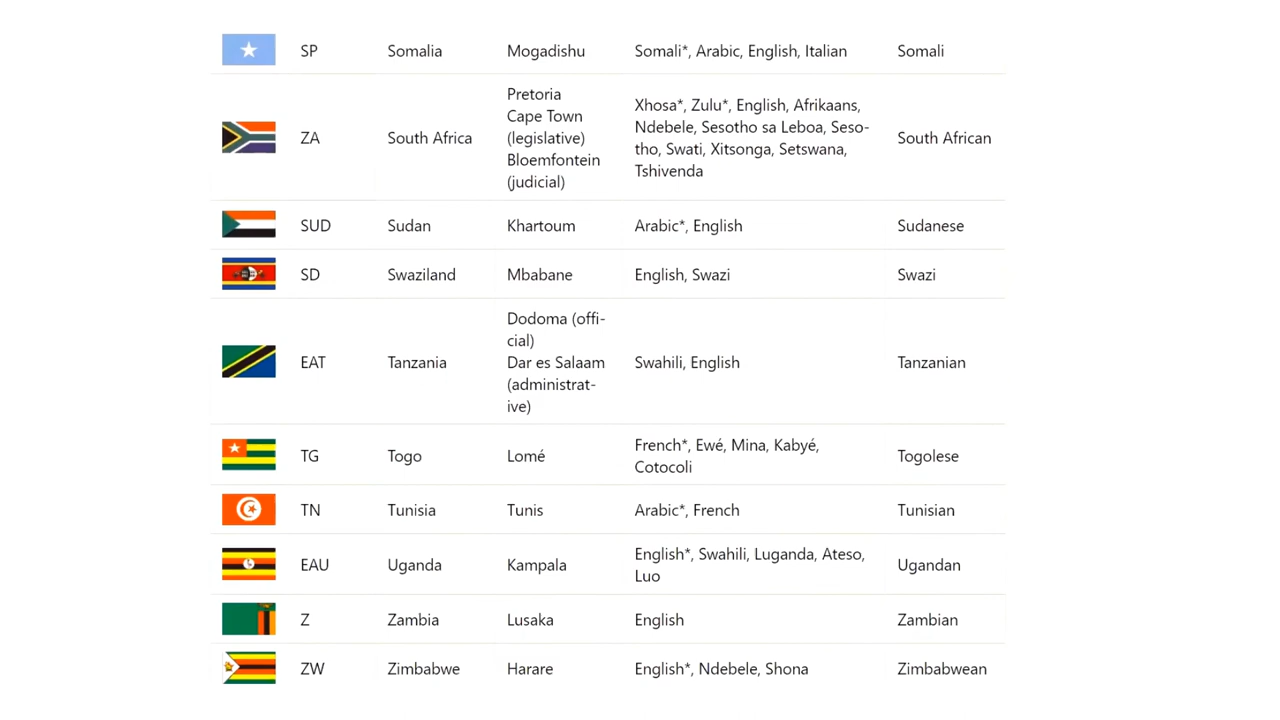 SP Somalia Mogadishu Somali*, Arabic, English, Italian Somali
ZA South Africa Pretoria
Cape Town
(legislative)
Bloemfontein
(judicial) Xhosa*, Zulu*, English, Afrikaans,
Ndebele, Sesotho sa Leboa, Seso-
tho, Swati, Xitsonga, Setswana,
Tshivenda South African
SUD Sudan Khartoum Arabic*, English Sudanese
SD Swaziland Mbabane English, Swazi Swazi
EAT Tanzania Dodoma (offi-
cial)
Dar es Salaam
(administrat-
ive) Swahili, English Tanzanian
TG Togo Lomé French*, Ewé, Mina, Kabyé,
Cotocoli Togolese
TN Tunisia Tunis Arabic*, French Tunisian
EAU Uganda Kampala English*, Swahili, Luganda, Ateso,
Luo Ugandan
Z Zambia Lusaka English Zambian
ZW Zimbabwe Harare English*, Ndebele, Shona Zimbabwean